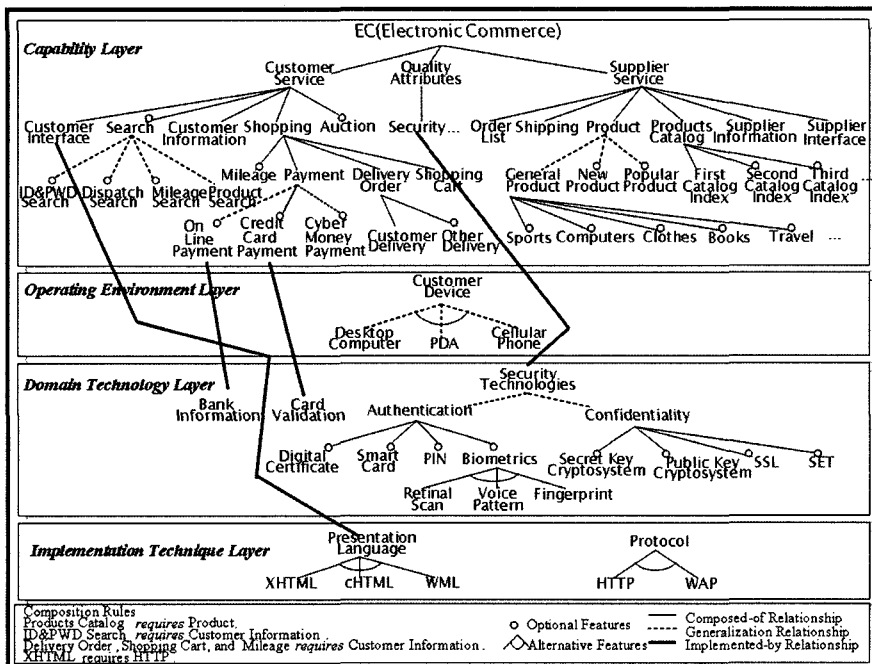 EC(Electronic Commerce)
Capability Layer
Customer Service
Quality Attributes
Supplier Service
Customer Interface
Search
Customer Information
Shopping
Auction
Security...
Order List
Shipping
Product
Products Catalog
Supplier Information
Supplier Interface
Mileage
Payment
Delivery Order
Shopping Cart
General Product
New Product
Popular Product
First Catalog Index
Second Catalog Index
Third Catalog Index
...
ID&PWD Search
Dispatch Search
Mileage Search
Product Search
On Line Payment
Credit Card Payment
Cyber Money Payment
Customer Delivery
Other Delivery
Sports
Computers
Clothes
Books
Travel ...
Operating Environment Layer
Customer Device
Desktop Computer
PDA
Cellular Phone
Domain Technology Layer
Security Technologies
Bank Information
Card Validation
Authentication
Confidentiality
Digital Certificate
Smart Card
PIN
Biometrics
Secret Key Cryptosystem
Public Key Cryptosystem
SSL
SET
Retinal Scan
Voice Pattern
Fingerprint
Implementation Technique Layer
Presentation Language
Protocol
XHTML
cHTML
WML
HTTP
WAP
Composition Rules
Products Catalog requires Product.
ID&PWD Search requires Customer Information
Delivery Order, Shopping Cart, and Mileage requires Customer Information.
XHTML requires HTTP.
Optional Features
Alternative Features
Composed-of Relationship
Generalization Relationship
Implemented-by Relationship